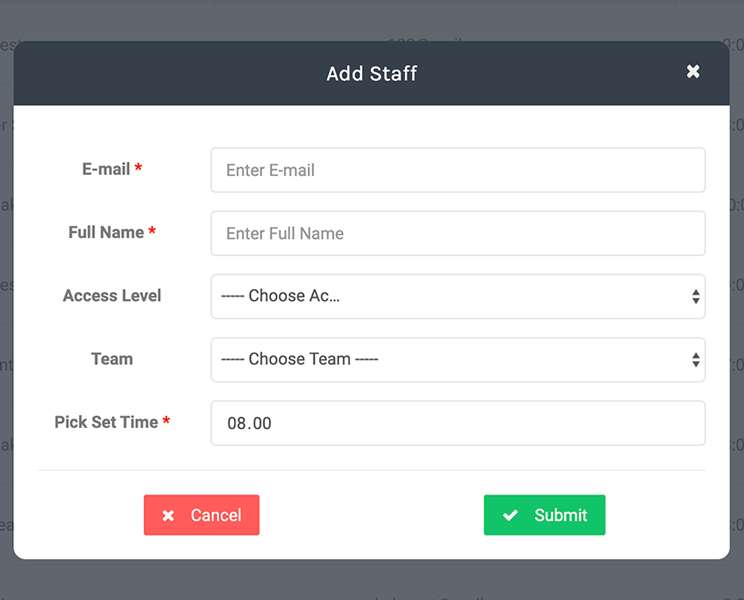 Add Staff
E-mail *
Enter E-mail
Full Name *
Enter Full Name
Access Level
----- Choose Ac...
Team
----- Choose Team -----
Pick Set Time *
08.00
Cancel
Submit